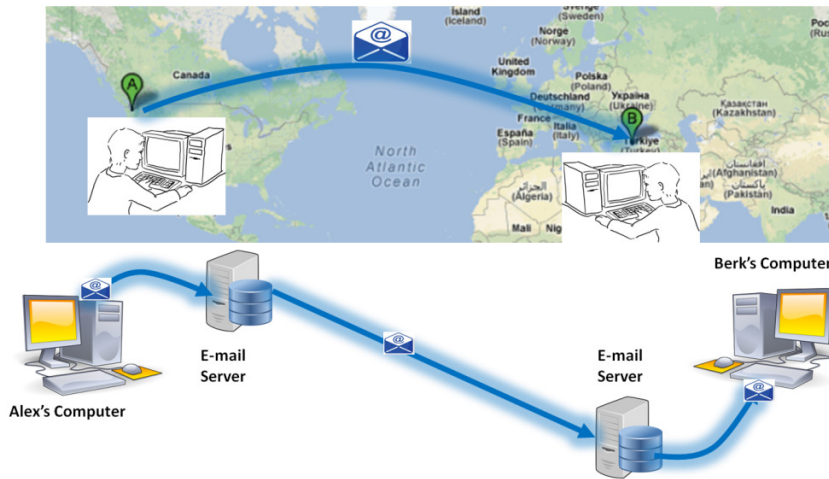 Ísland
(Iceland)
Sverige
(Sweden)
Norge
(Norway)
@
A
Canada
United
Kingdom
Polska
(Poland)
Deutschland
(Germany)
Україна
(Ukraine)
Қазақстан
(Kazakhstan)
France
B
Italia
(Italy)
España
(Spain)
Türkiye
(Turkey)
North
Atlantic
Ocean
افغانستان
(Afghanistan)
پاکستان
(Pakistan)
الجزائر
(Algeria)
India
Mali
Berk's Computer
@
@
E-mail
Server
E-mail
Server
@
Alex's Computer